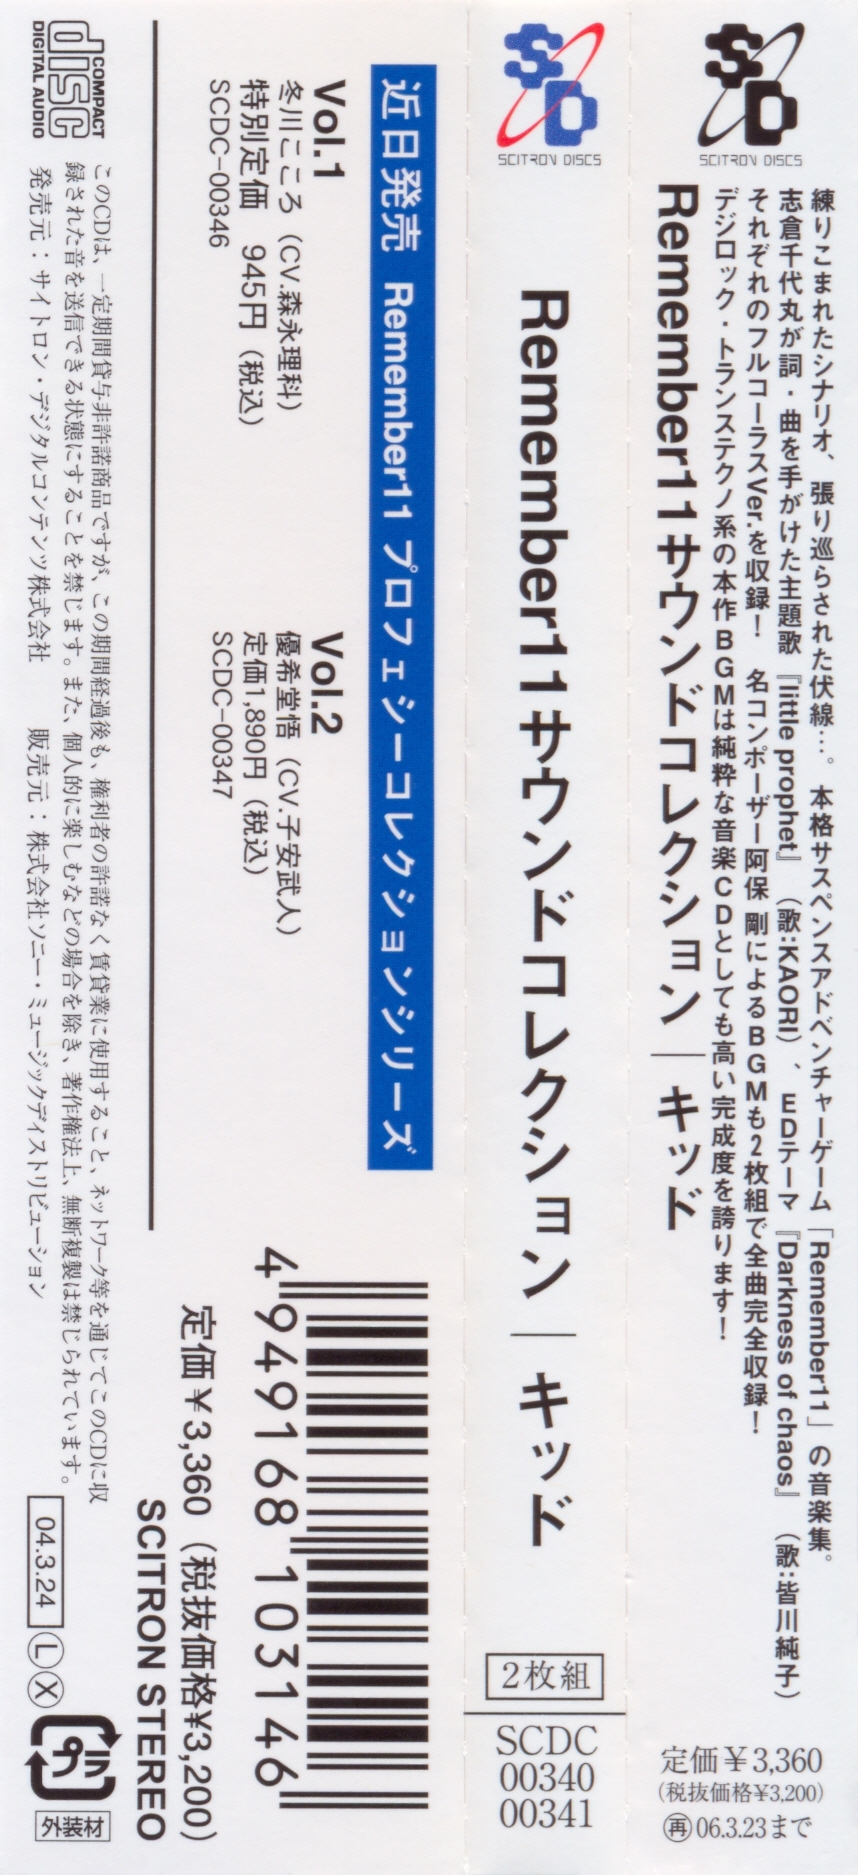 SCITRON DISCS
練りこまれたシナリオ、張り巡らされた伏線…。本格サスペンスアドベンチャーゲーム「Remember11」の音楽集。
志倉千代丸が詞・曲を手がけた主題歌『little prophet』（歌:KAORI）、EDテーマ『Darkness of chaos』（歌:皆川純子）
それぞれのフルコーラスVer.を収録！　名コンポーザー阿保 剛によるBGMも2枚組で全曲完全収録！
デジロック・トランステクノ系の本作BGMは純粋な音楽CDとしても高い完成度を誇ります！
Remember11サウンドコレクション｜キッド
定価￥3,360
（税抜価格¥3,200）
再06.3.23まで
SCITRON DISCS
Remember11サウンドコレクション｜キッド
2枚組
SCDC
00340
00341
近日発売　Remember11 プロフェシーコレクションシリーズ
Vol.1
冬川こころ（CV.森永理科）
特別定価　945円（税込）
SCDC-00346
Vol.2
優希堂悟（CV.子安武人）
定価1,890円（税込）
SCDC-00347
4 949168 103146
定価￥3,360（税抜価格¥3,200）
SCITRON STEREO
COMPACT
disc
DIGITAL AUDIO
このCDは、一定期間貸与非許諾商品ですが、この期間経過後も、権利者の許諾なく賃貸業に使用すること、ネットワーク等を通じてこのCDに収
録された音を送信できる状態にすることを禁じます。また、個人的に楽しむなどの場合を除き、著作権法上、無断複製は禁じられています。
発売元：サイトロン・デジタルコンテンツ株式会社　　販売元：株式会社ソニー・ミュージックディストリビューション
04.3.24 Ⓛ Ⓧ
プラ
外装材